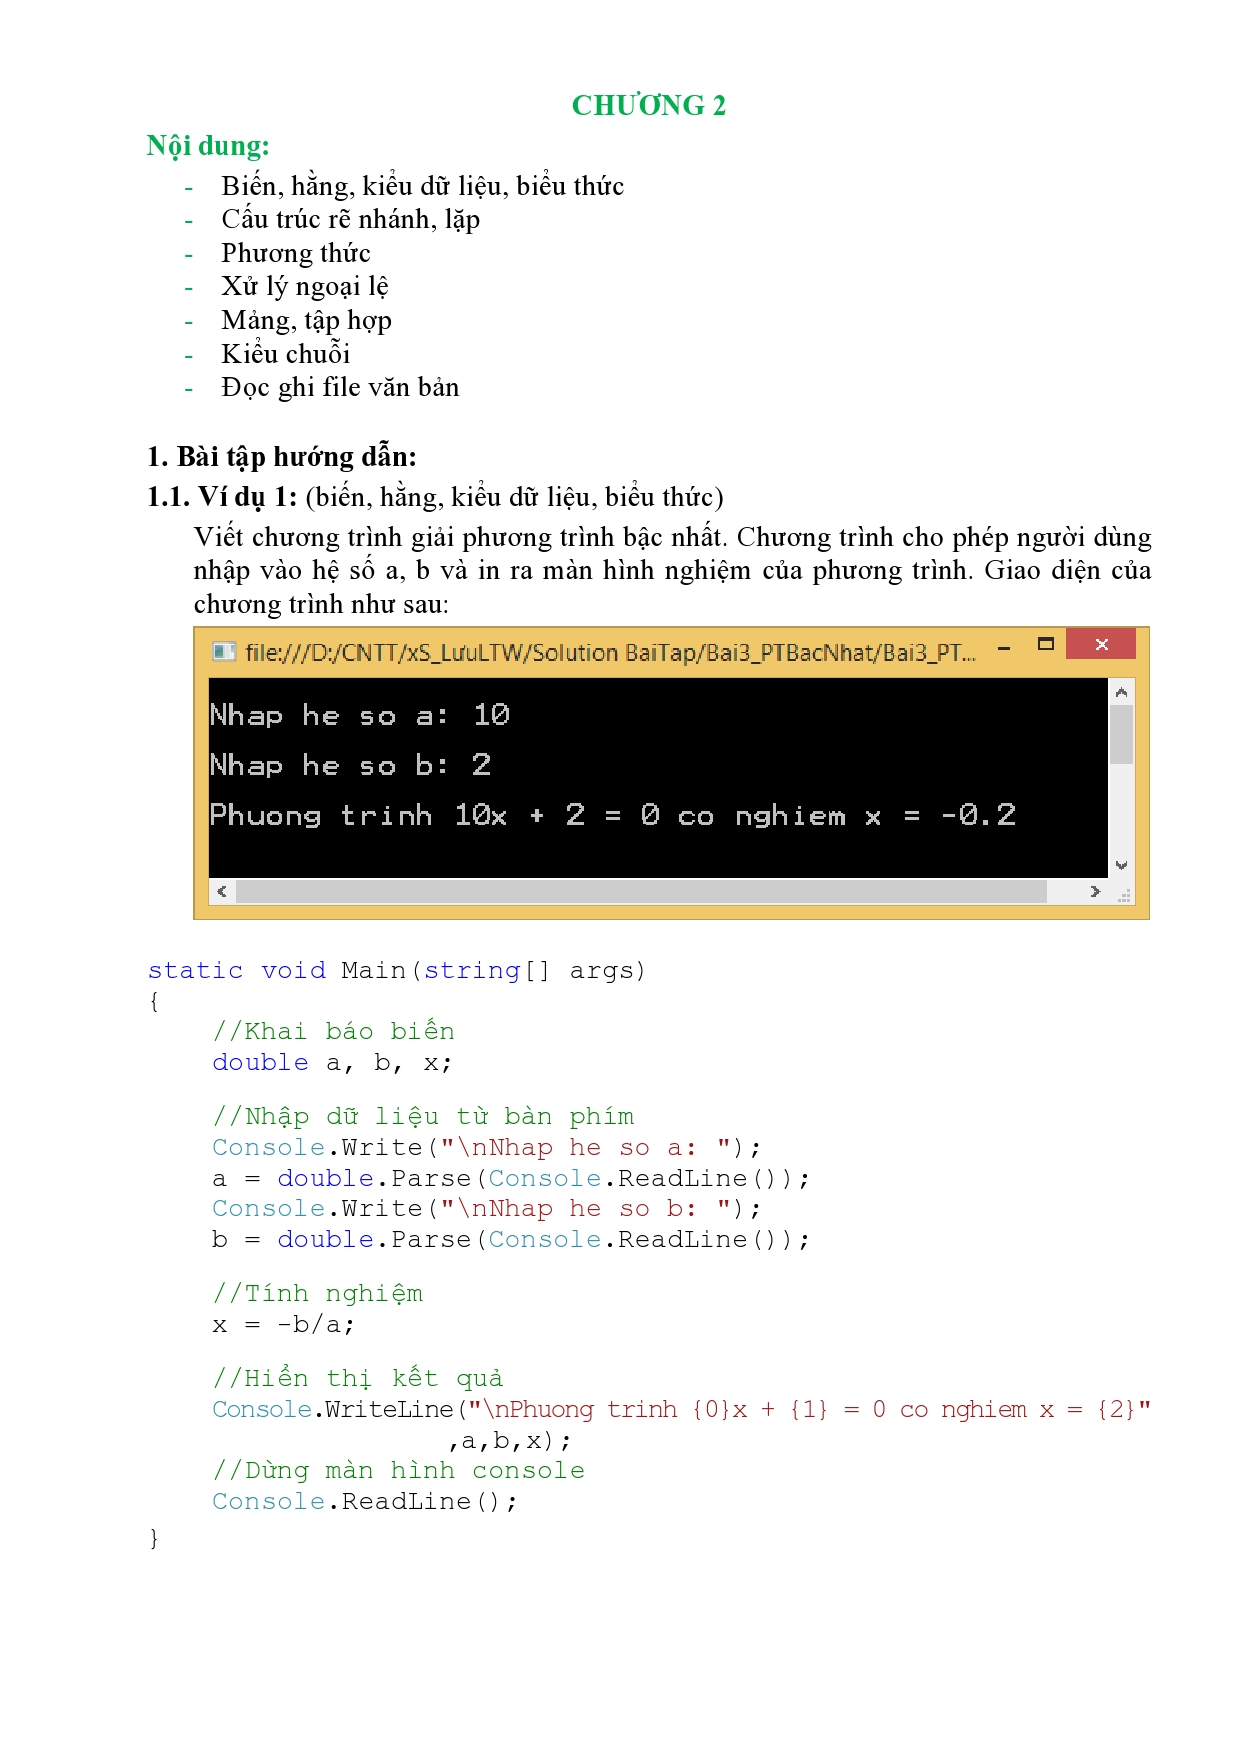 CHƯƠNG 2
Nội dung:
- Biến, hằng, kiểu dữ liệu, biểu thức
- Cấu trúc rẽ nhánh, lặp
- Phương thức
- Xử lý ngoại lệ
- Mảng, tập hợp
- Kiểu chuỗi
- Đọc ghi file văn bản
1. Bài tập hướng dẫn:
1.1. Ví dụ 1: (biến, hằng, kiểu dữ liệu, biểu thức)
Viết chương trình giải phương trình bậc nhất. Chương trình cho phép người dùng
nhập vào hệ số a, b và in ra màn hình nghiệm của phương trình. Giao diện của
chương trình như sau:
file:///D:/CNTT/xS_LưuLTW/Solution BaiTap/Bai3_PTBacNhat/Bai3_PT...
Nhap he so a: 10
Nhap he so b: 2
Phuong trinh 10x + 2 = 0 co nghiem x = -0.2
static void Main(string[] args)
{
//Khai báo biến
double a, b, x;
//Nhập dữ liệu từ bàn phím
Console.Write("\nNhap he so a: ");
a = double.Parse(Console.ReadLine());
Console.Write("\nNhap he so b: ");
b = double.Parse(Console.ReadLine());
//Tính nghiệm
x = -b/a;
//Hiển thị kết quả
Console.WriteLine("\nPhuong trinh {0}x + {1} = 0 co nghiem x = {2}"
,a,b,x);
//Dừng màn hình console
Console.ReadLine();
}